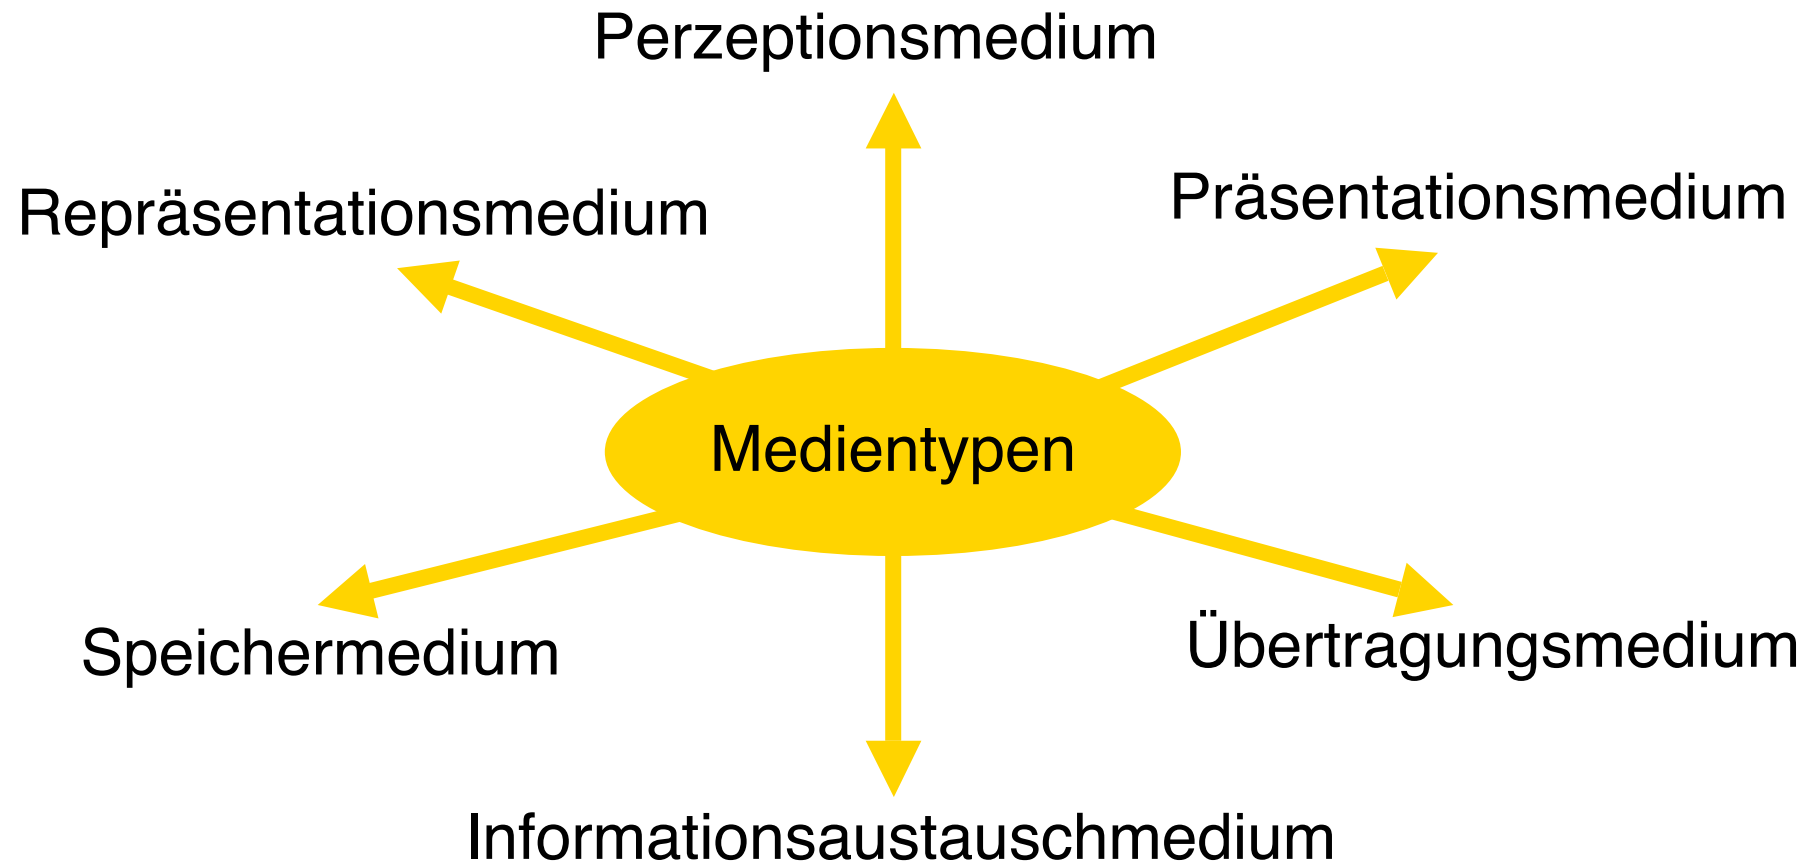 Perzeptionsmedium
Repräsentationsmedium
Präsentationsmedium
Medientypen
Speichermedium
Übertragungsmedium
Informationsaustauschmedium